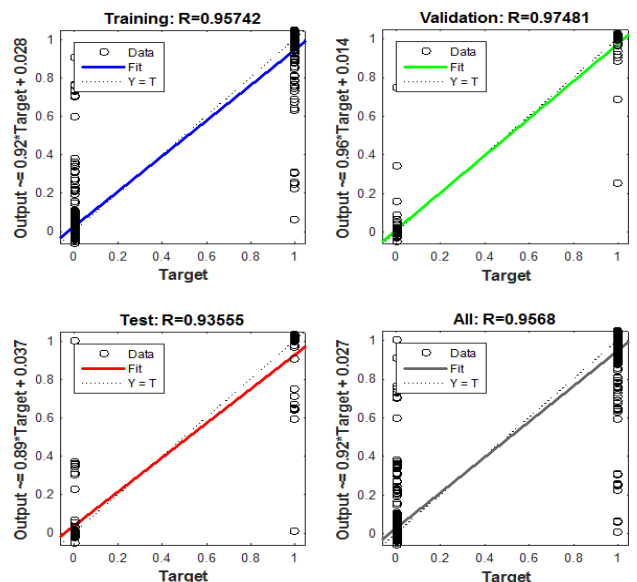 Training: R=0.95742
Output ~= 0.92*Target + 0.028
1
0.8
0.6
0.4
0.2
0
Data
Fit
Y = T
0 0.2 0.4 0.6 0.8 1
Target
Validation: R=0.97481
Output ~= 0.96*Target + 0.014
1
0.8
0.6
0.4
0.2
0
Data
Fit
Y = T
0 0.2 0.4 0.6 0.8 1
Target
Test: R=0.93555
Output ~= 0.89*Target + 0.037
1
0.8
0.6
0.4
0.2
0
Data
Fit
Y = T
0 0.2 0.4 0.6 0.8 1
Target
All: R=0.9568
Output ~= 0.92*Target + 0.027
1
0.8
0.6
0.4
0.2
0
Data
Fit
Y = T
0 0.2 0.4 0.6 0.8 1
Target